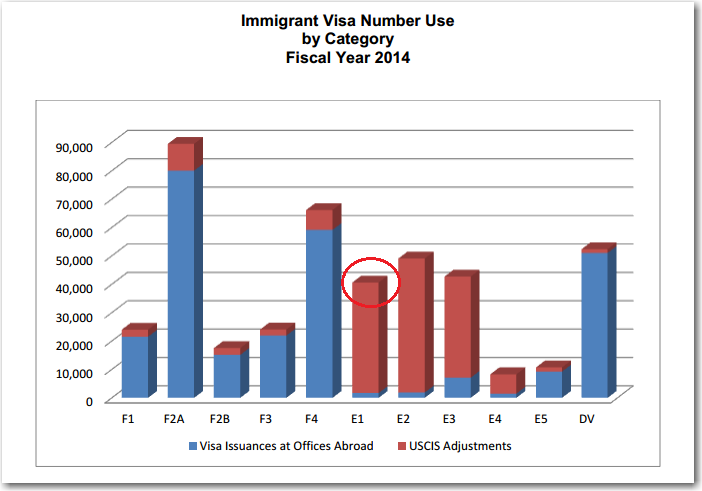 Immigrant Visa Number Use
by Category
Fiscal Year 2014
90,000
80,000
70,000
60,000
50,000
40,000
30,000
20,000
10,000
0
F1 F2A F2B F3 F4 E1 E2 E3 E4 E5 DV
Visa Issuances at Offices Abroad USCIS Adjustments